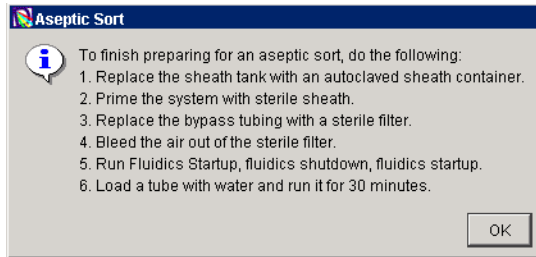 Aseptic Sort
To finish preparing for an aseptic sort, do the following:
1. Replace the sheath tank with an autoclaved sheath container.
2. Prime the system with sterile sheath.
3. Replace the bypass tubing with a sterile filter.
4. Bleed the air out of the sterile filter.
5. Run Fluidics Startup, fluidics shutdown, fluidics startup.
6. Load a tube with water and run it for 30 minutes.
OK